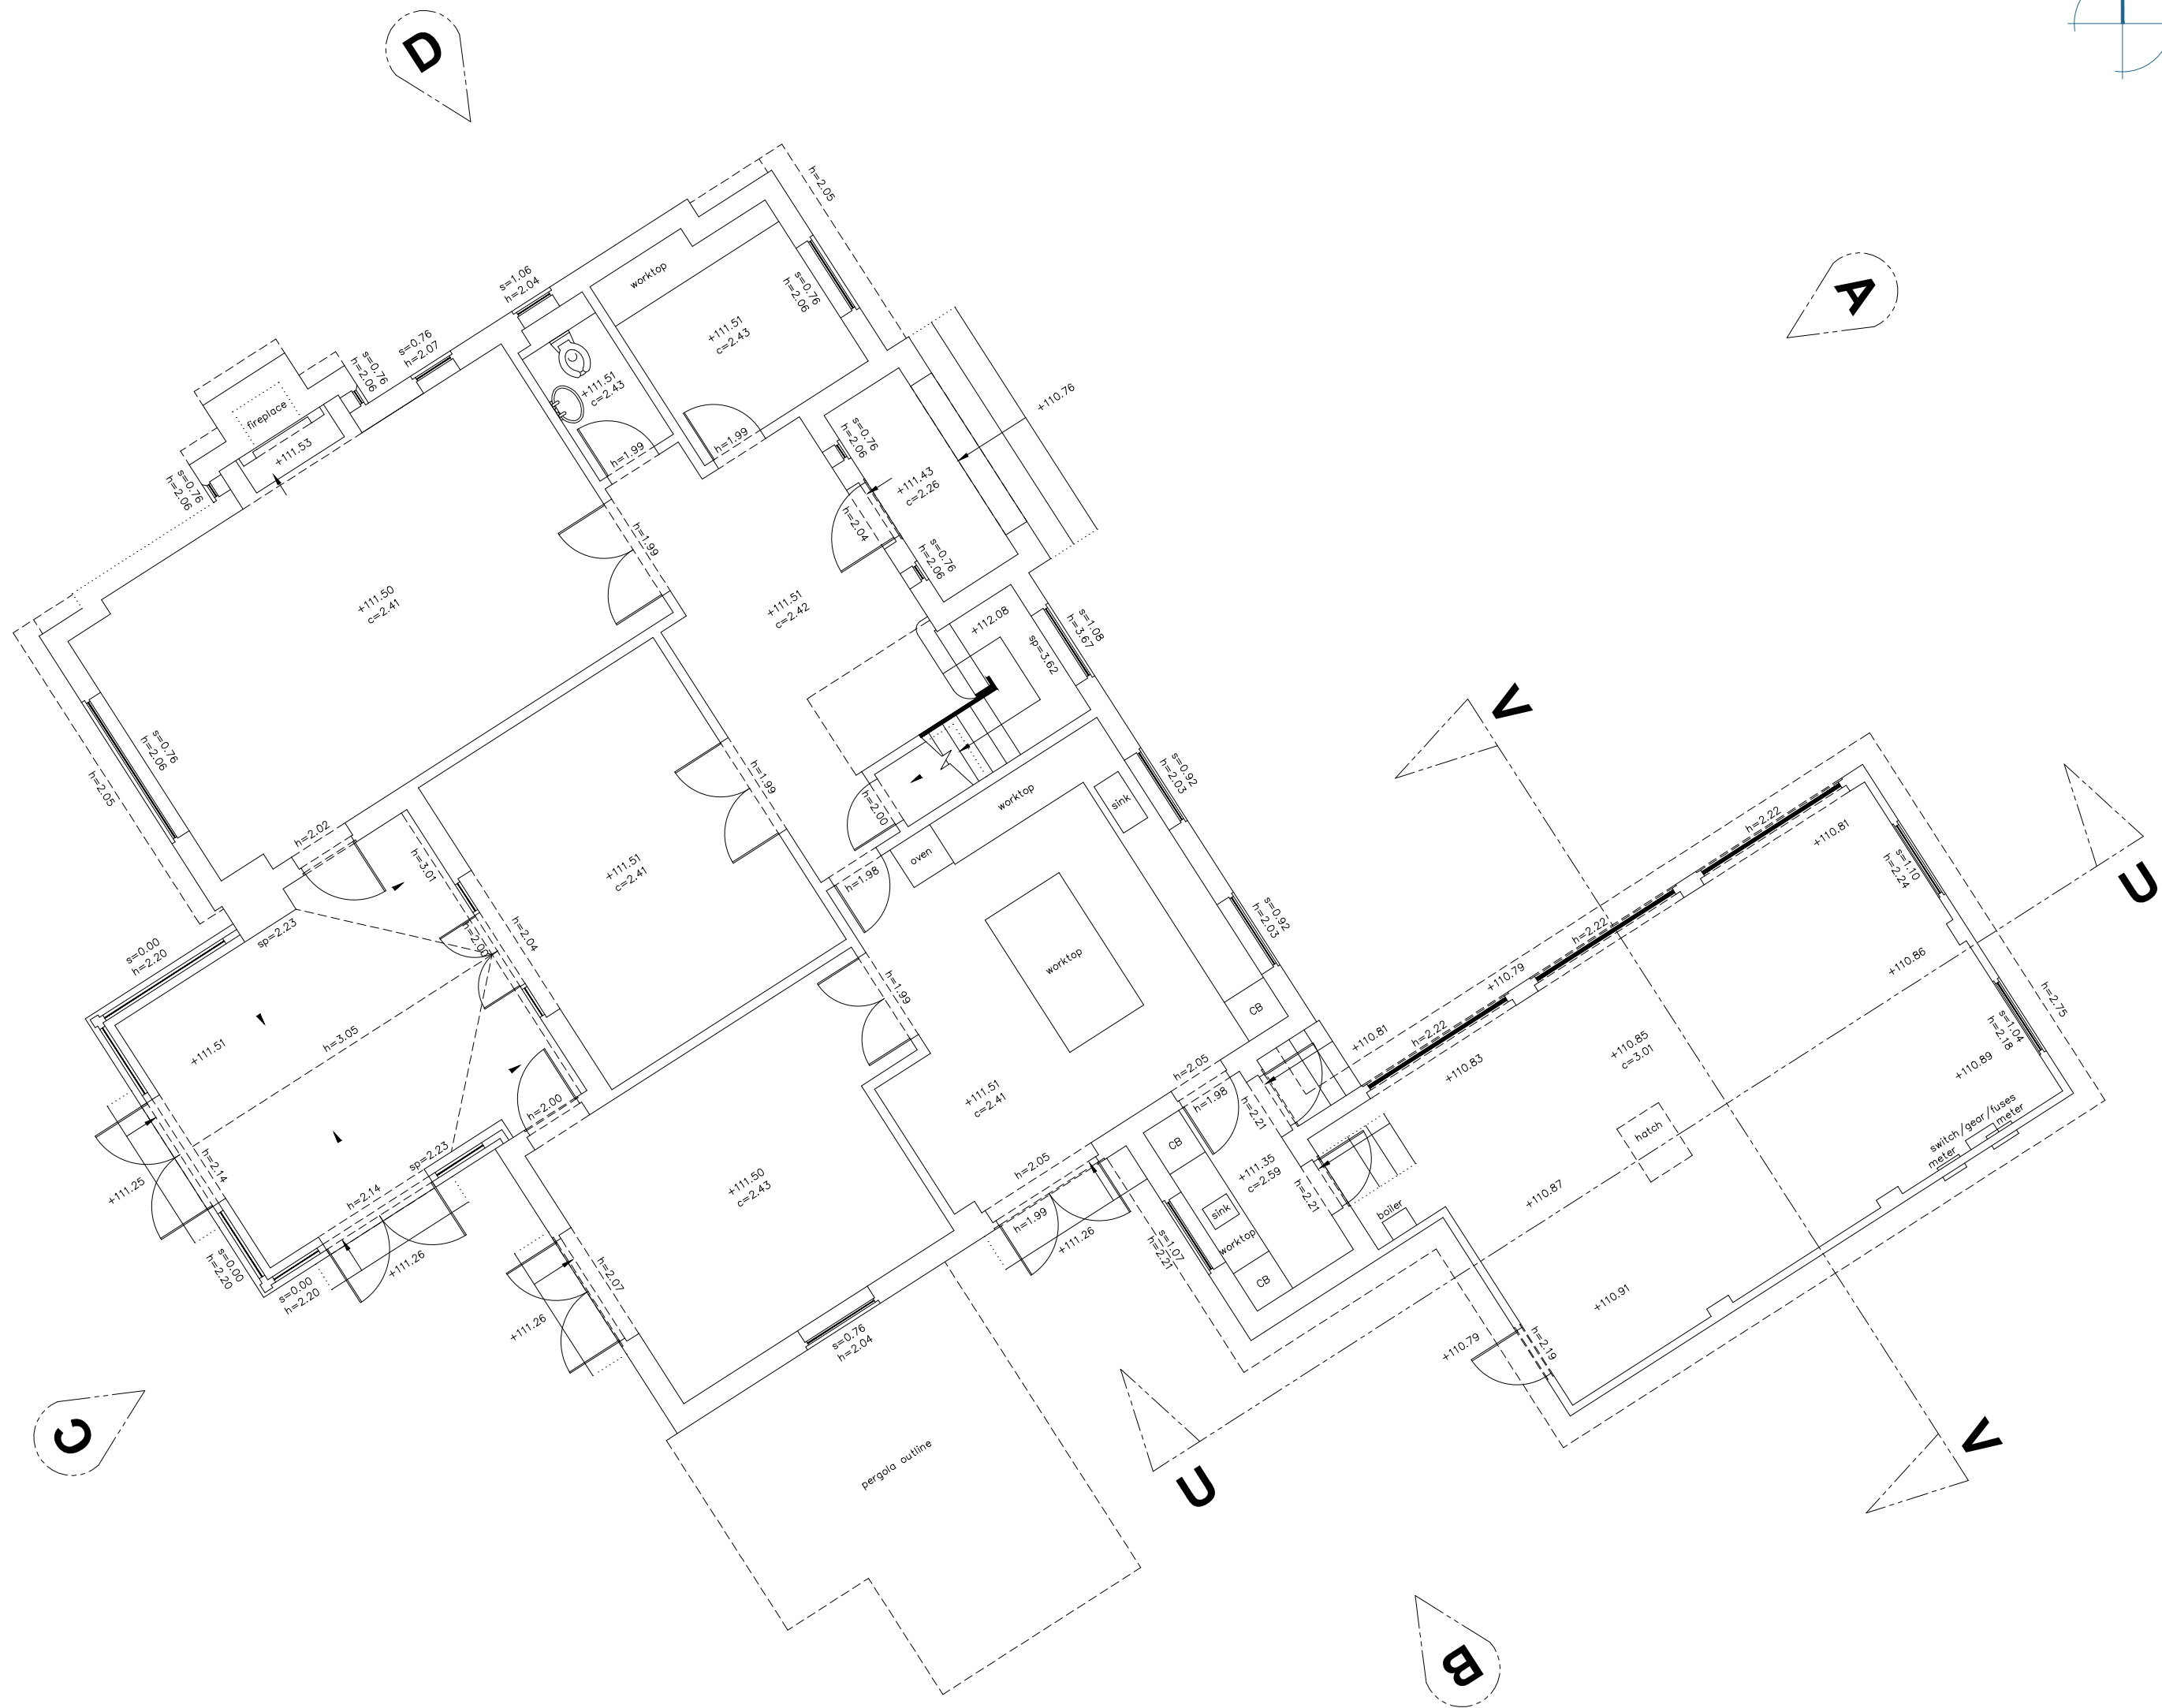 D
h=2.05
A
s=1.06
h=2.04
worktop
s=0.76
h=2.06
+111.51
c=2.43
s=0.76
h=2.07
s=0.76
h=2.06
fireplace
+111.53
s=0.76
h=2.06
+111.51
c=2.43
h=1.99
h=1.99
+110.76
s=0.76
h=2.06
+111.43
c=2.26
h=2.04
s=0.76
h=2.06
h=1.99
+111.50
c=2.41
+111.51
c=2.42
+112.08
sp=3.62
s=1.08
h=3.67
s=0.76
h=2.06
h=2.05
h=1.99
h=2.00
worktop
sink
oven
s=0.92
h=2.03
V
h=2.02
h=3.01
+111.51
c=2.41
h=1.98
worktop
s=0.92
h=2.03
CB
sp=2.23
h=2.00
h=2.04
h=1.99
s=0.00
h=2.20
+111.51
h=3.05
h=2.00
sp=2.23
h=2.14
+111.25
h=2.14
s=0.00
h=2.20
s=0.00
h=2.20
+111.26
+111.26
h=2.07
+111.50
c=2.43
s=0.76
h=2.04
+111.51
c=2.41
h=2.05
h=1.99
+111.26
h=2.05
h=1.98
h=2.21
CB
+111.35
c=2.59
h=2.21
sink
worktop
CB
s=1.07
h=2.21
boiler
+110.81
h=2.22
+110.83
+110.79
h=2.22
h=2.22
+110.81
s=1.10
h=2.24
U
+110.86
+110.85
c=3.01
h=2.75
s=1.04
h=2.18
+110.89
switch/gear/fuses
meter
meter
hatch
+110.87
+110.91
+110.79
h=2.19
C
pergola outline
U
V
B